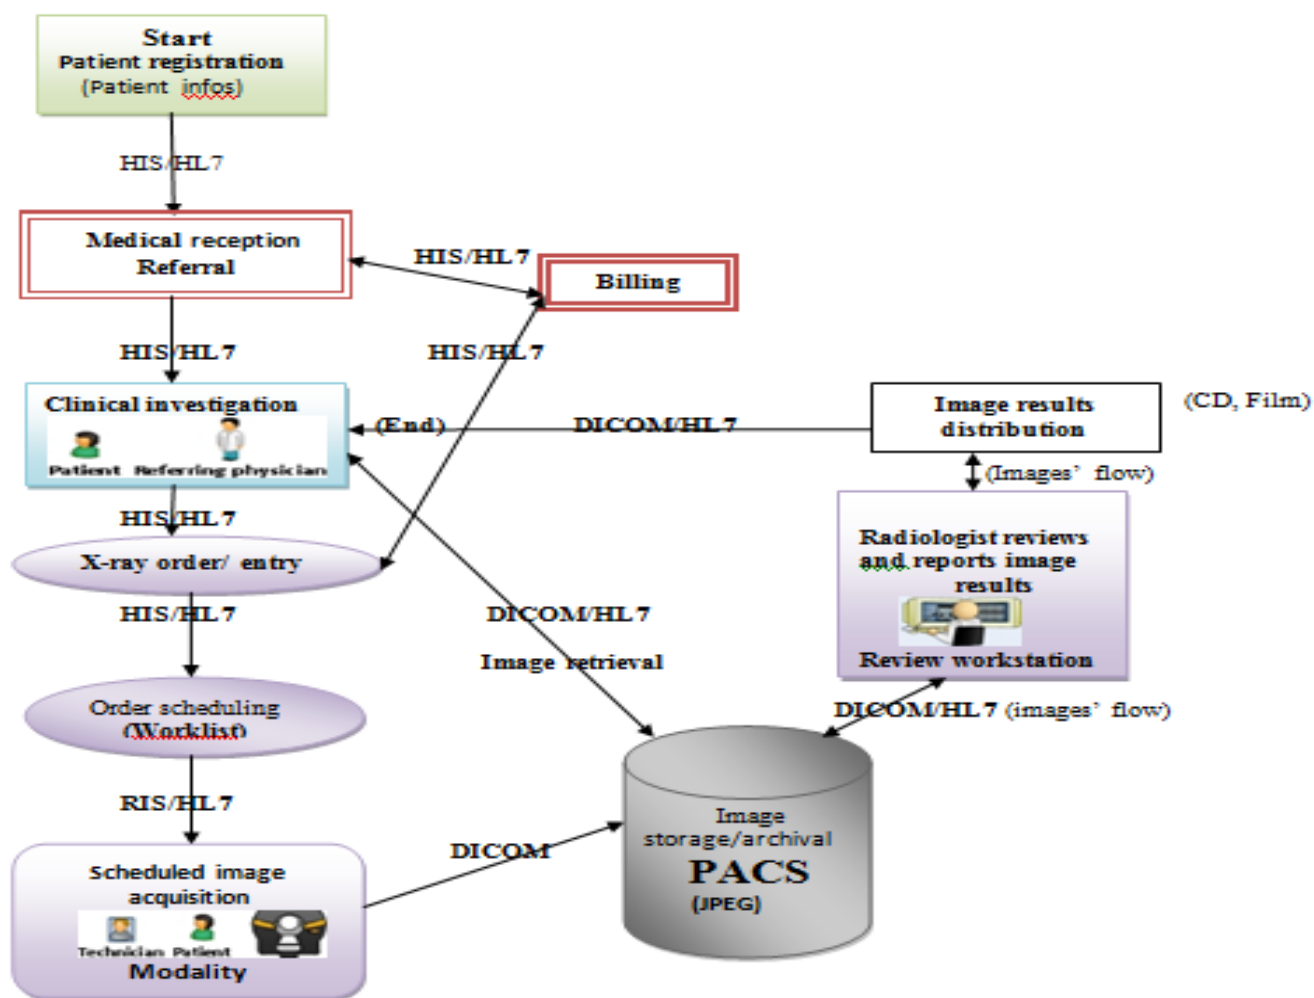 Start
Patient registration
(Patient infos)
HIS/HL7
Medical reception
Referral
HIS/HL7
Billing
HIS/HL7
HIS/HL7
Clinical investigation
Patient Referring physician
(End)
DICOM/HL7
Image results
distribution
(CD, Film)
(Images’ flow)
HIS/HL7
X-ray order/ entry
Radiologist reviews
and reports image
results
Review workstation
HIS/HL7
DICOM/HL7
Image retrieval
DICOM/HL7 (images’ flow)
Order scheduling
(Worklist)
RIS/HL7
Scheduled image
acquisition
Technician Patient
Modality
DICOM
Image
storage/archival
PACS
(JPEG)